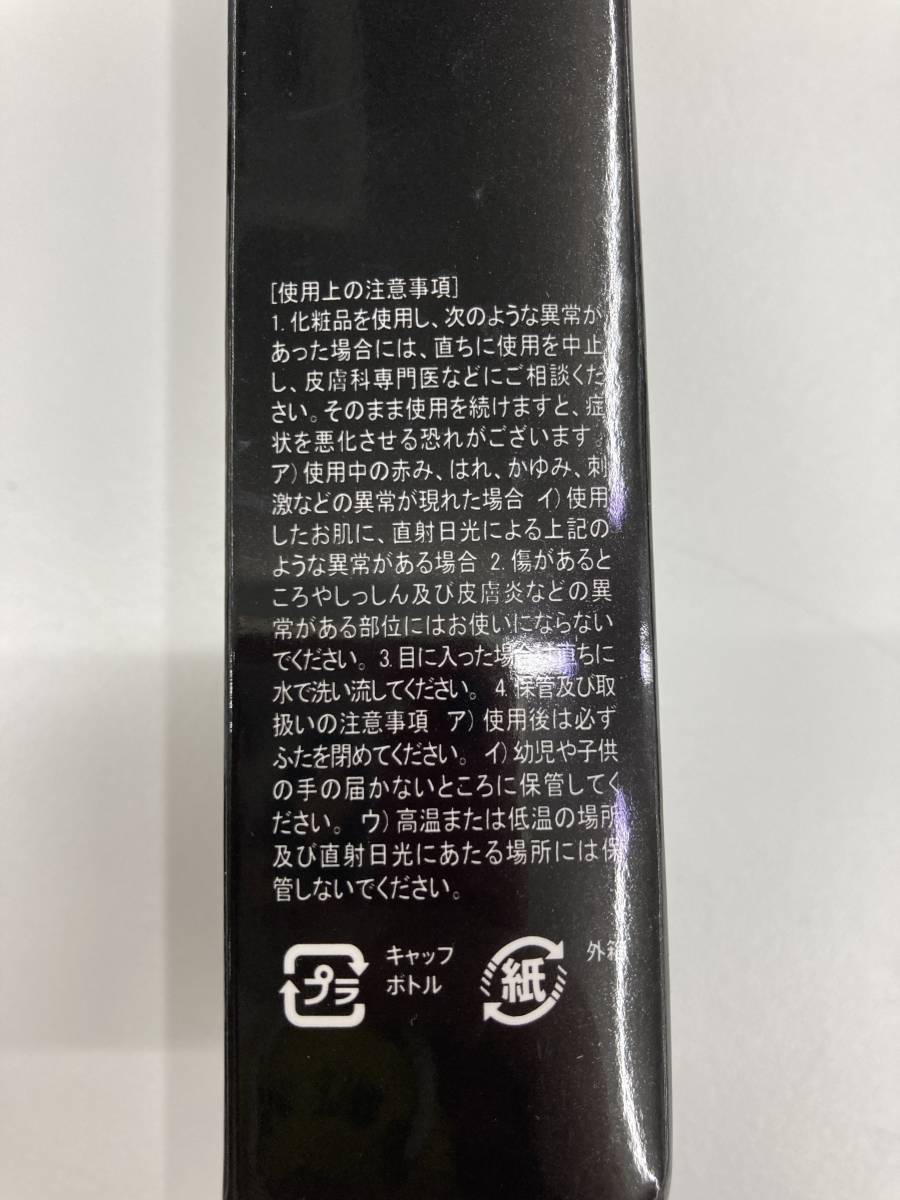 [使用上の注意事項]
1. 化粧品を使用し、次のような異常が
あった場合には、直ちに使用を中止
し、皮膚科専門医などにご相談くだ
さい。そのまま使用を続けますと、症
状を悪化させる恐れがございます。
ア) 使用中の赤み、はれ、かゆみ、刺
激などの異常が現れた場合 イ) 使用
したお肌に、直射日光による上記の
ような異常がある場合 2. 傷があると
ころやしっしん及び皮膚炎などの異
常がある部位にはお使いにならない
でください。 3. 目に入った場合は直ちに
水で洗い流してください。 4. 保管及び取
扱いの注意事項 ア) 使用後は必ず
ふたを閉めてください。 イ) 幼児や子供
の手の届かないところに保管してく
ださい。 ウ) 高温または低温の場所
及び直射日光にあたる場所には保
管しないでください。
プラ
キャップ
ボトル
紙
外箱